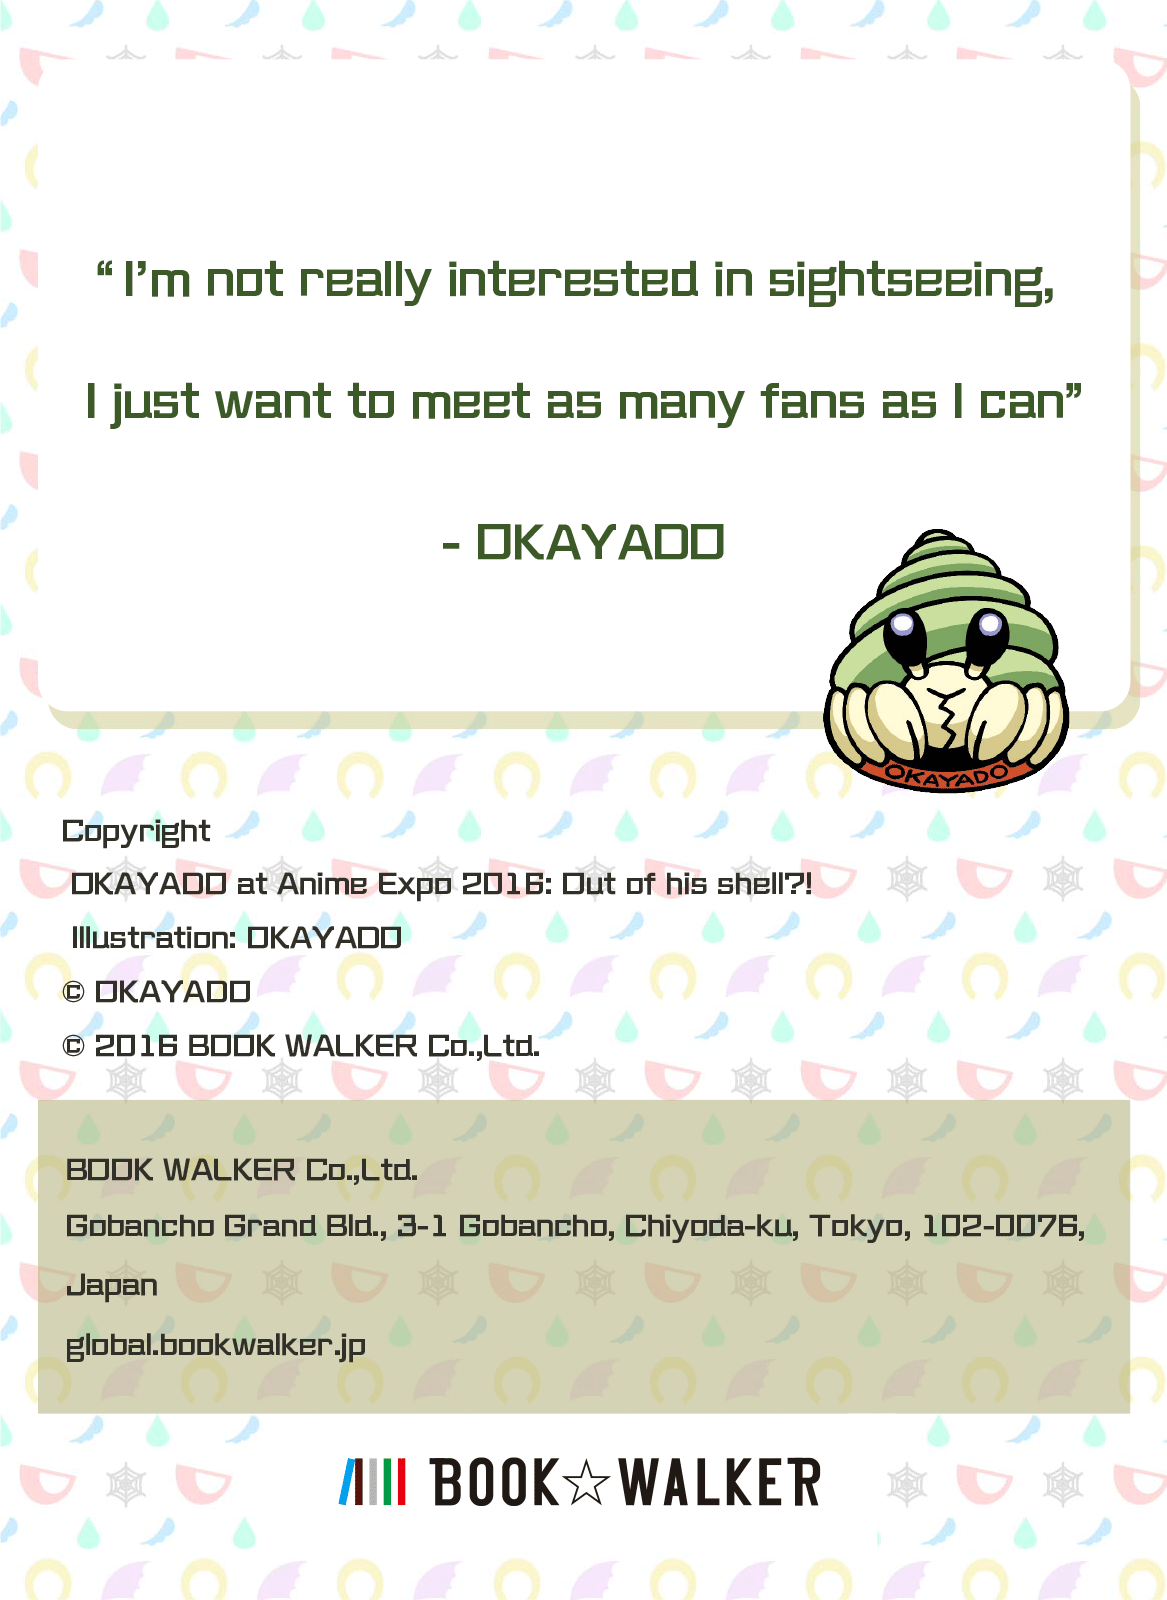 “ I’m not really interested in sightseeing,
I just want to meet as many fans as I can”
- OKAYADO
OKAYADO
Copyright
OKAYADO at Anime Expo 2016: Out of his shell?!
Illustration: OKAYADO
© OKAYADO
© 2016 BOOK WALKER Co.,Ltd.
BOOK WALKER Co.,Ltd.
Gobancho Grand Bld., 3-1 Gobancho, Chiyoda-ku, Tokyo, 102-0076,
Japan
global.bookwalker.jp
BOOK☆WALKER